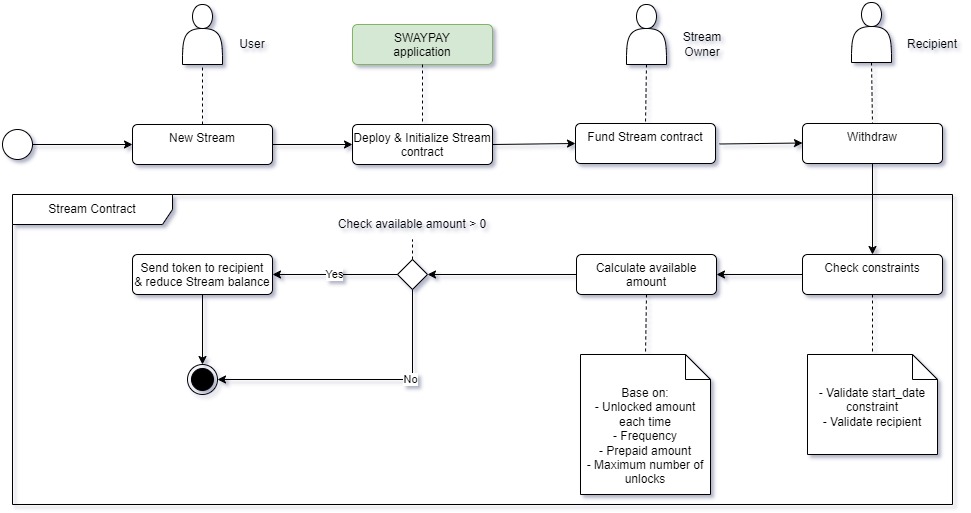 User
SWAYPAY
application
Stream
Owner
Recipient
New Stream
Deploy & Initialize Stream
contract
Fund Stream contract
Withdraw
Stream Contract
Check available amount > 0
Send token to recipient
& reduce Stream balance
Yes
Calculate available
amount
Check constraints
No
Base on:
- Unlocked amount
each time
- Frequency
- Prepaid amount
- Maximum number of
unlocks
- Validate start_date
constraint
- Validate recipient